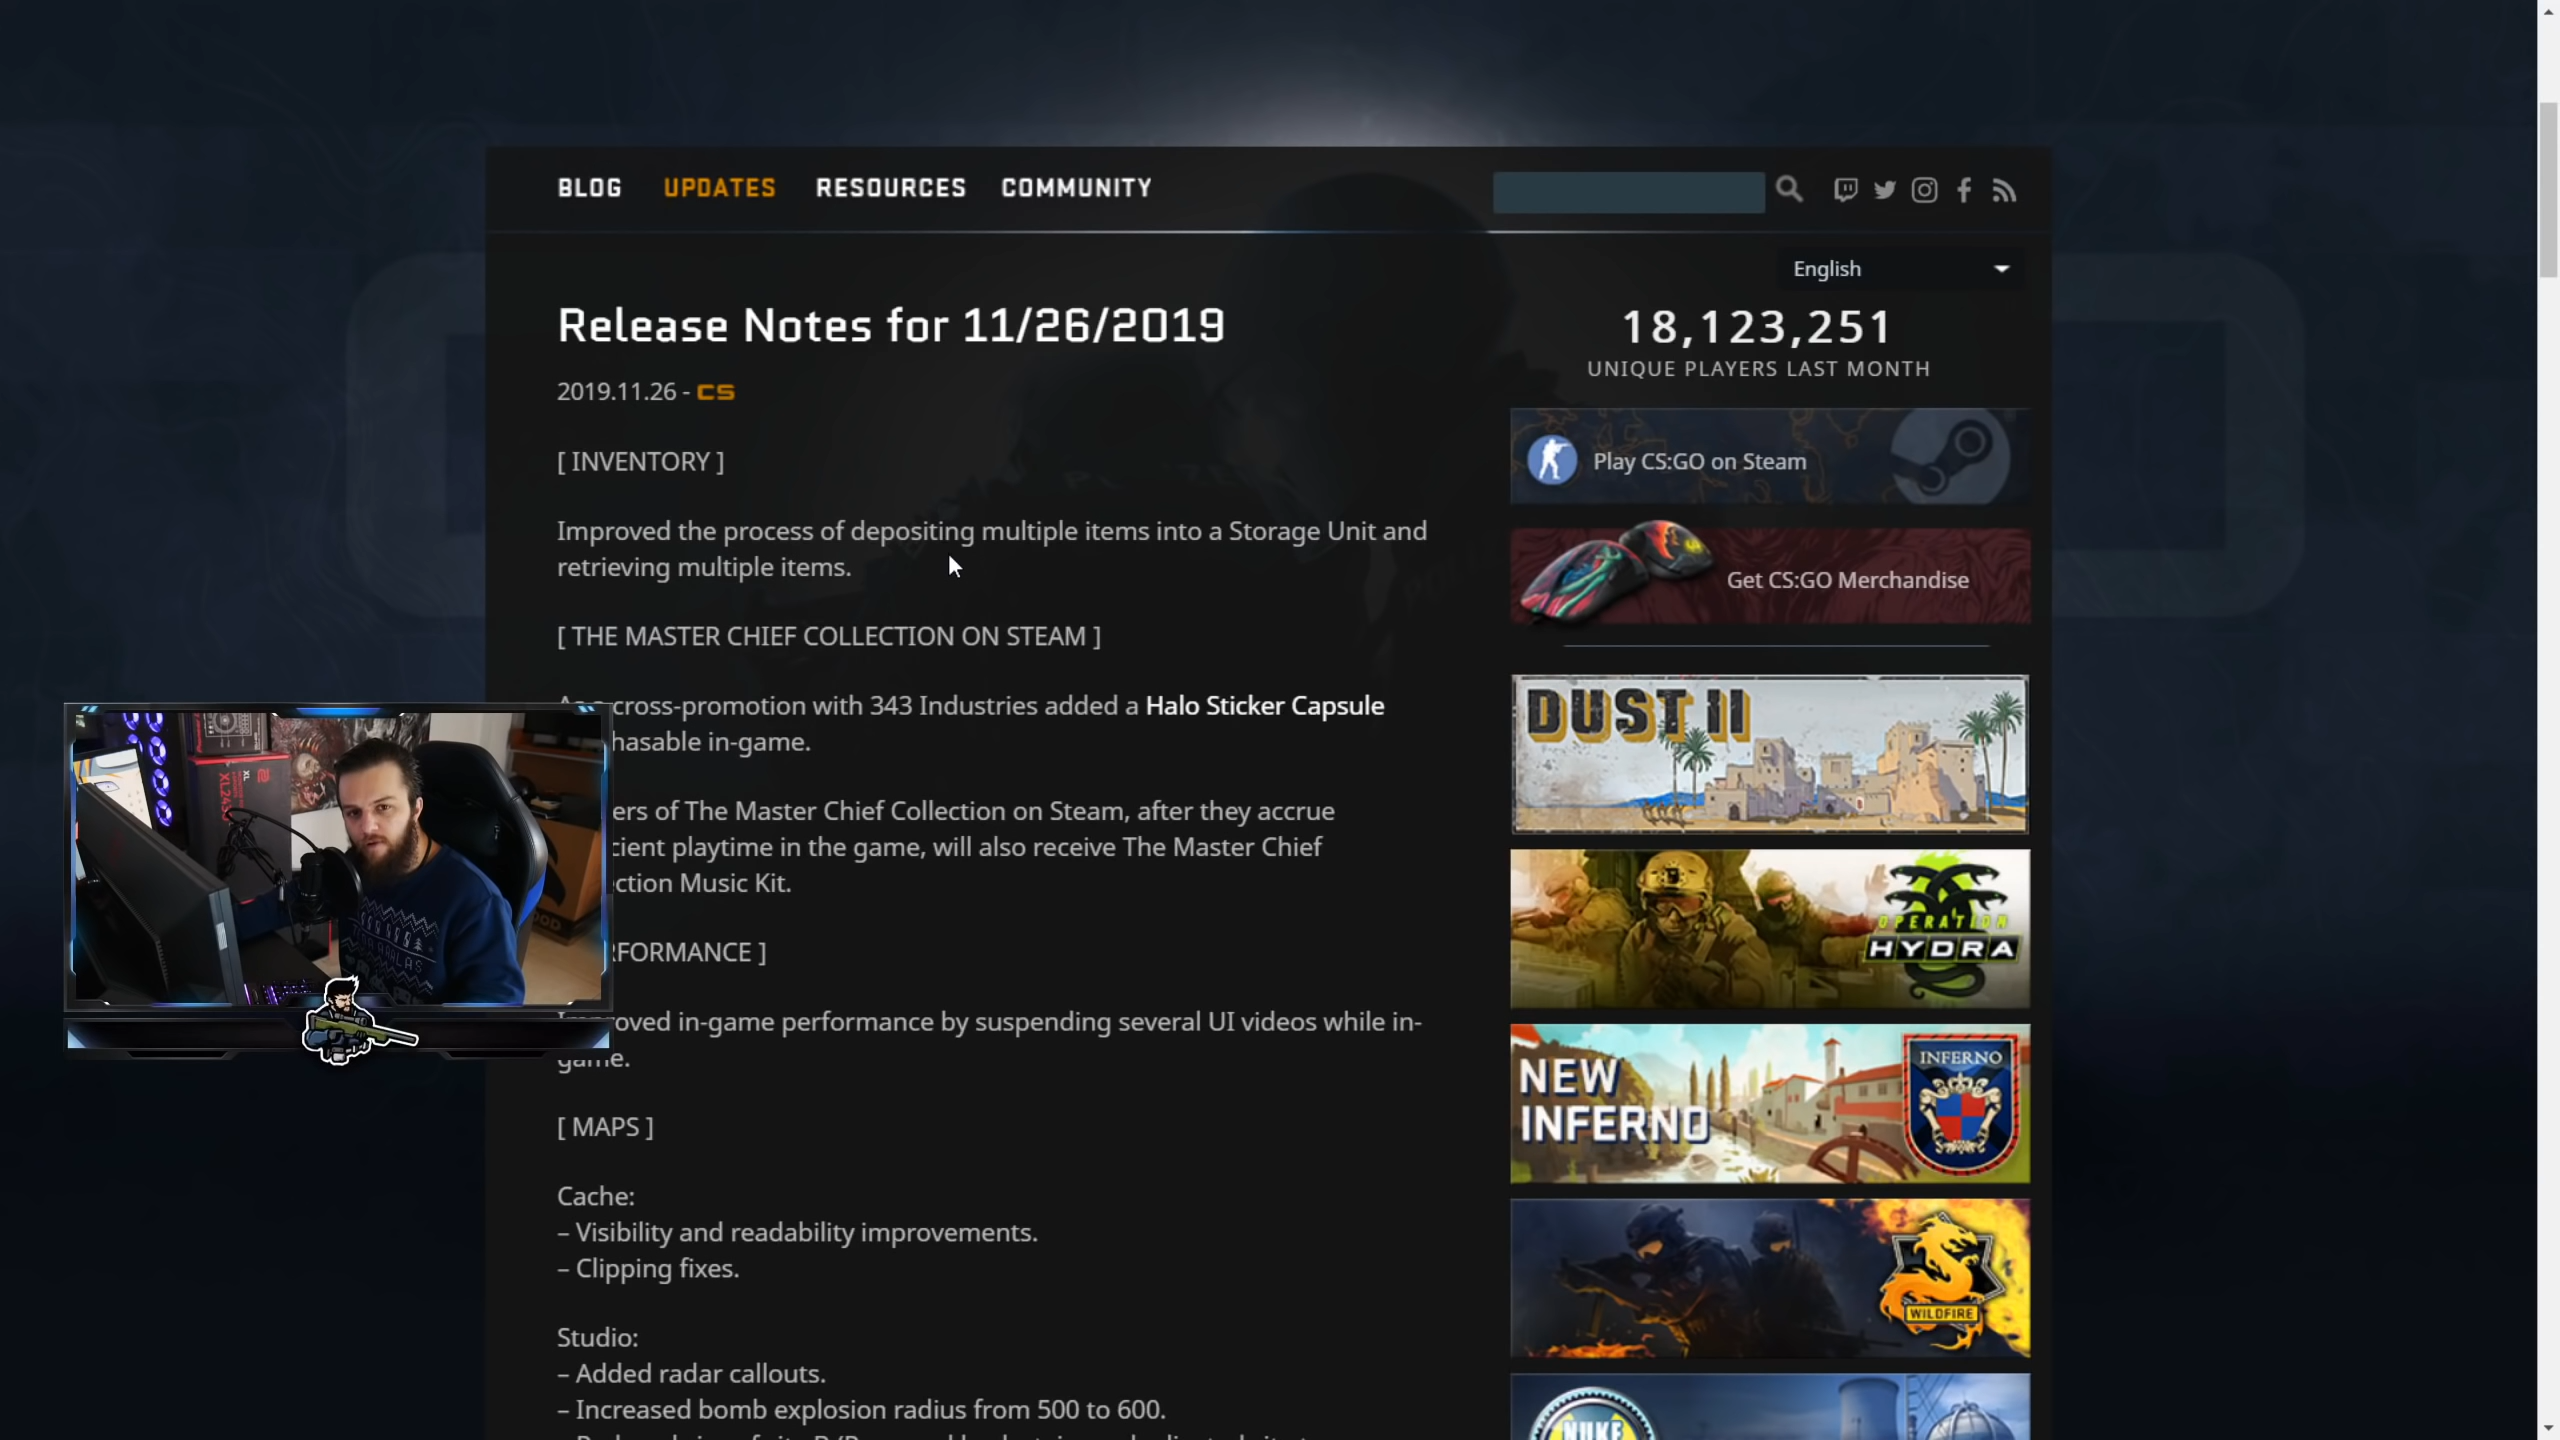 BLOG UPDATES RESOURCES COMMUNITY
English
Release Notes for 11/26/2019
2019.11.26 - CS
[ INVENTORY ]
Improved the process of depositing multiple items into a Storage Unit and
retrieving multiple items.
[ THE MASTER CHIEF COLLECTION ON STEAM ]
cross-promotion with 343 Industries added a Halo Sticker Capsule
hasable in-game.
ers of The Master Chief Collection on Steam, after they accrue
cient playtime in the game, will also receive The Master Chief
ection Music Kit.
RFORMANCE ]
Improved in-game performance by suspending several UI videos while in-
game.
[ MAPS ]
Cache:
– Visibility and readability improvements.
– Clipping fixes.
Studio:
– Added radar callouts.
– Increased bomb explosion radius from 500 to 600.
18,123,251
UNIQUE PLAYERS LAST MONTH
Play CS:GO on Steam
Get CS:GO Merchandise
DUST II
OPERATION
HYDRA
NEW
INFERNO
INFERNO
WILDFIRE
NUKE
XL